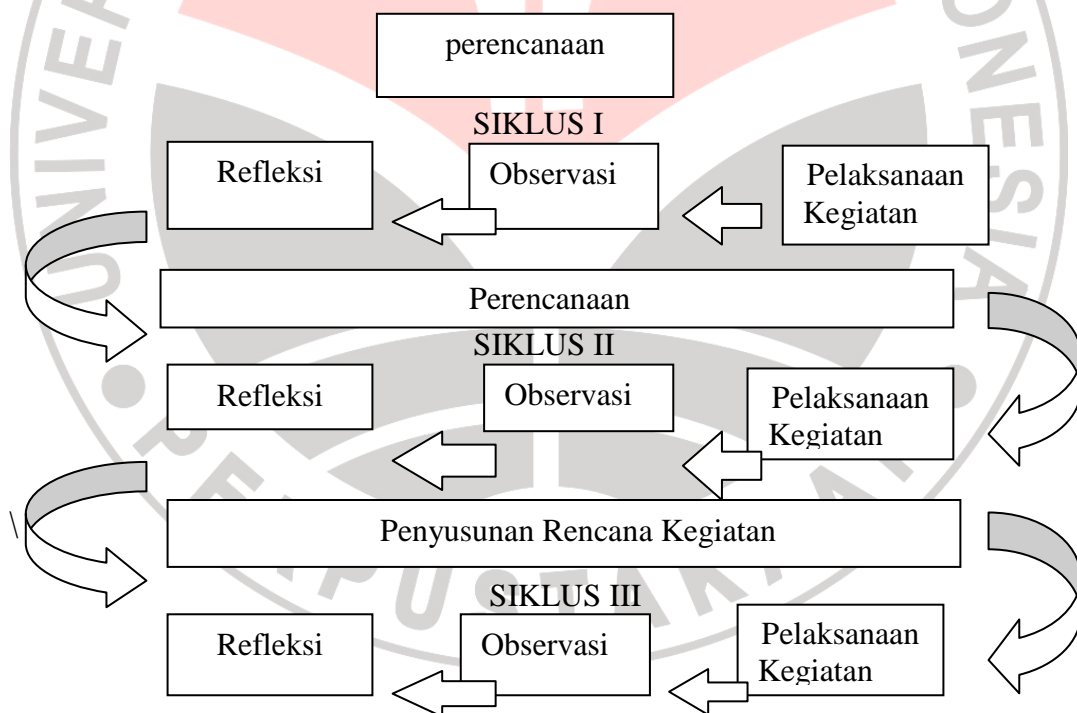 perencanaan
SIKLUS I
Refleksi
Observasi
Pelaksanaan
Kegiatan
Perencanaan
SIKLUS II
Refleksi
Observasi
Pelaksanaan
Kegiatan
\
Penyusunan Rencana Kegiatan
SIKLUS III
Refleksi
Observasi
Pelaksanaan
Kegiatan